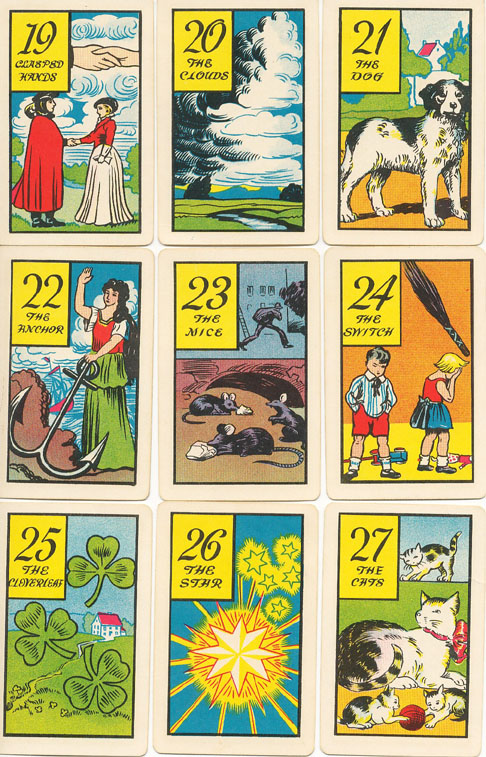 19
CLASPED
HANDS
20
THE
CLOUDS
21
THE
DOG
22
THE
ANCHOR
23
THE
MICE
24
THE
SWITCH
25
THE
CLOVERLEAF
26
THE
STAR
27
THE
CATS